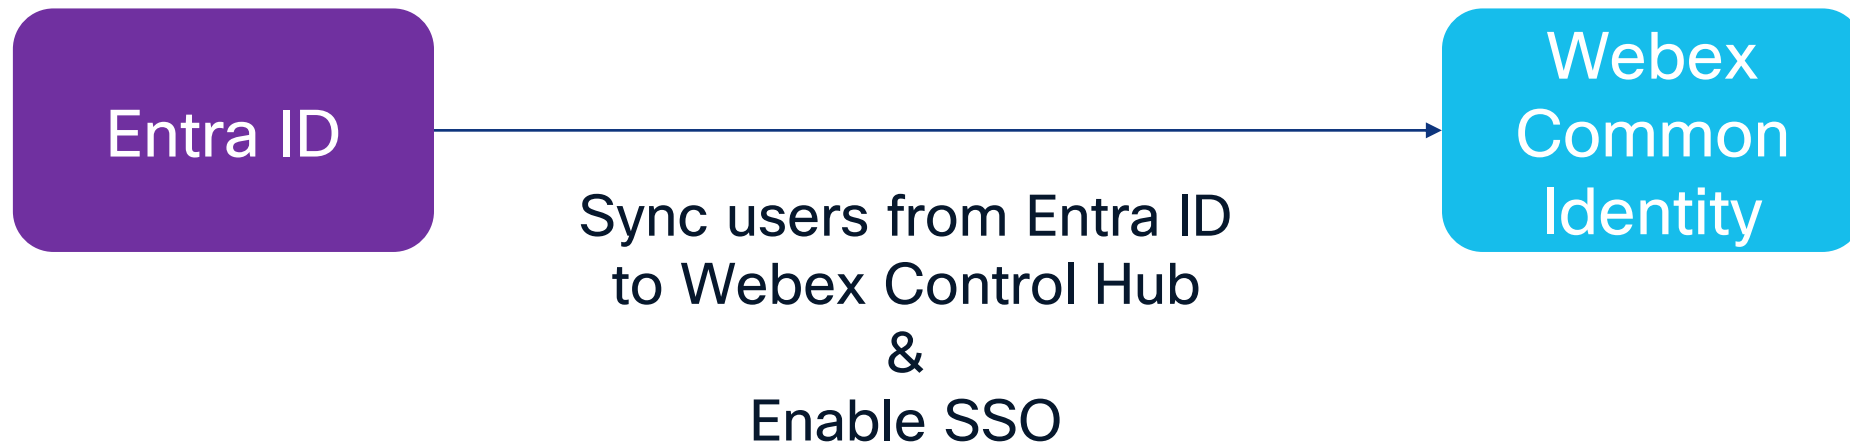 Entra ID
Webex
Common
Identity
Sync users from Entra ID
to Webex Control Hub
&
Enable SSO